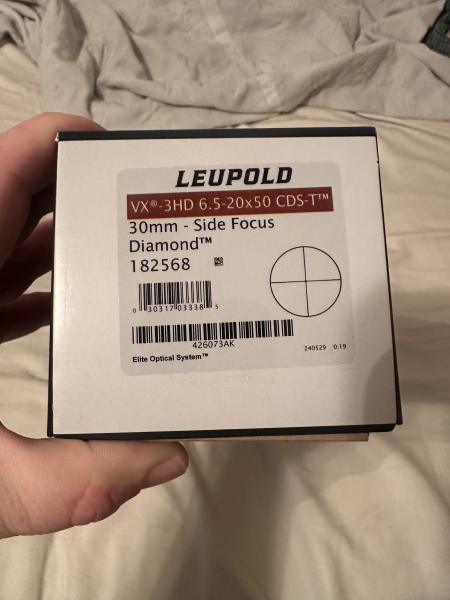 LEUPOLD
VX®-3HD 6.5-20x50 CDS-T™
30mm - Side Focus
Diamond™
182568
0 30317 03338 5
426073AK
Elite Optical System™
240529 0:19